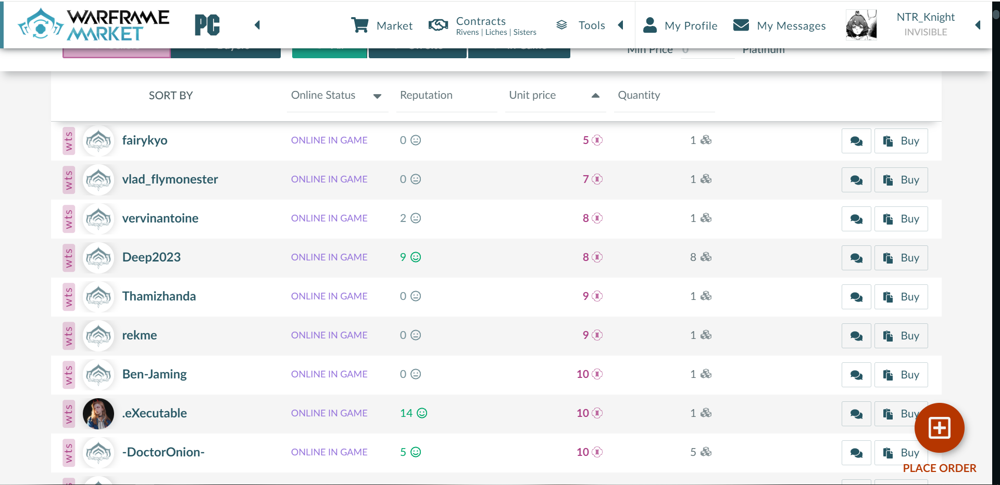 WARFRAME
MARKET
PC
Market
Contracts
Rivens | Liches | Sisters
Tools
My Profile
My Messages
NTR_Knight
INVISIBLE
Min Price 0 Platinum
SORT BY Online Status Reputation Unit price Quantity
wts fairykyo ONLINE IN GAME 0 5 1 Buy
wts vlad_flymonester ONLINE IN GAME 0 7 1 Buy
wts vervinantoine ONLINE IN GAME 2 8 1 Buy
wts Deep2023 ONLINE IN GAME 9 8 8 Buy
wts Thamizhanda ONLINE IN GAME 0 9 1 Buy
wts rekme ONLINE IN GAME 0 9 1 Buy
wts Ben-Jaming ONLINE IN GAME 0 10 1 Buy
wts .eXecutable ONLINE IN GAME 14 10 1 Buy
wts -DoctorOnion- ONLINE IN GAME 5 10 5 Buy
PLACE ORDER